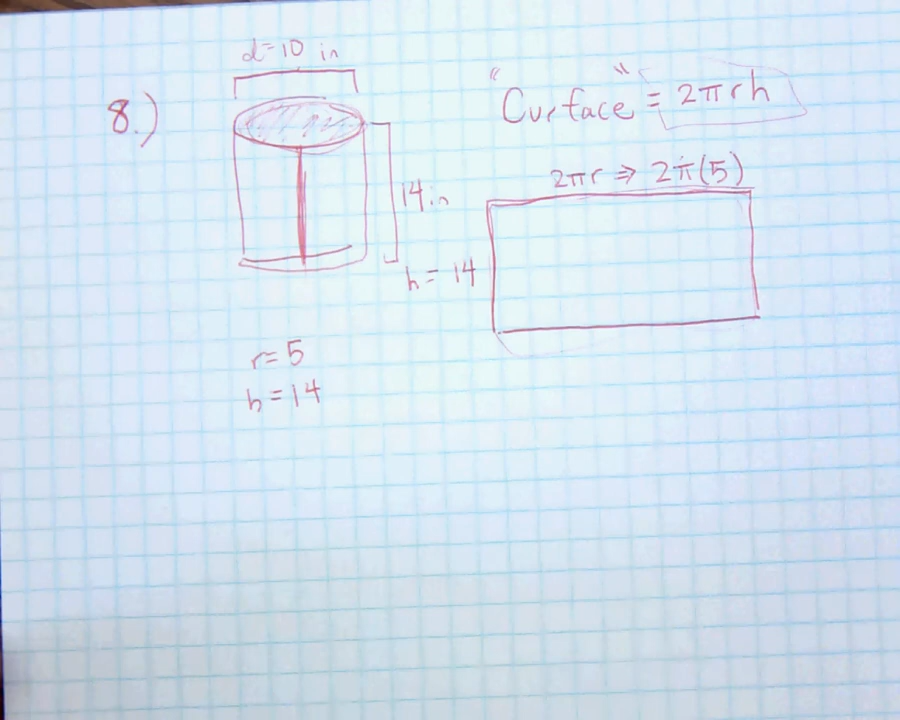 d=10 in
8.)
"Curface" = 2πrh
14 in
2πr ⇒ 2π(5)
h = 14
r=5
h=14